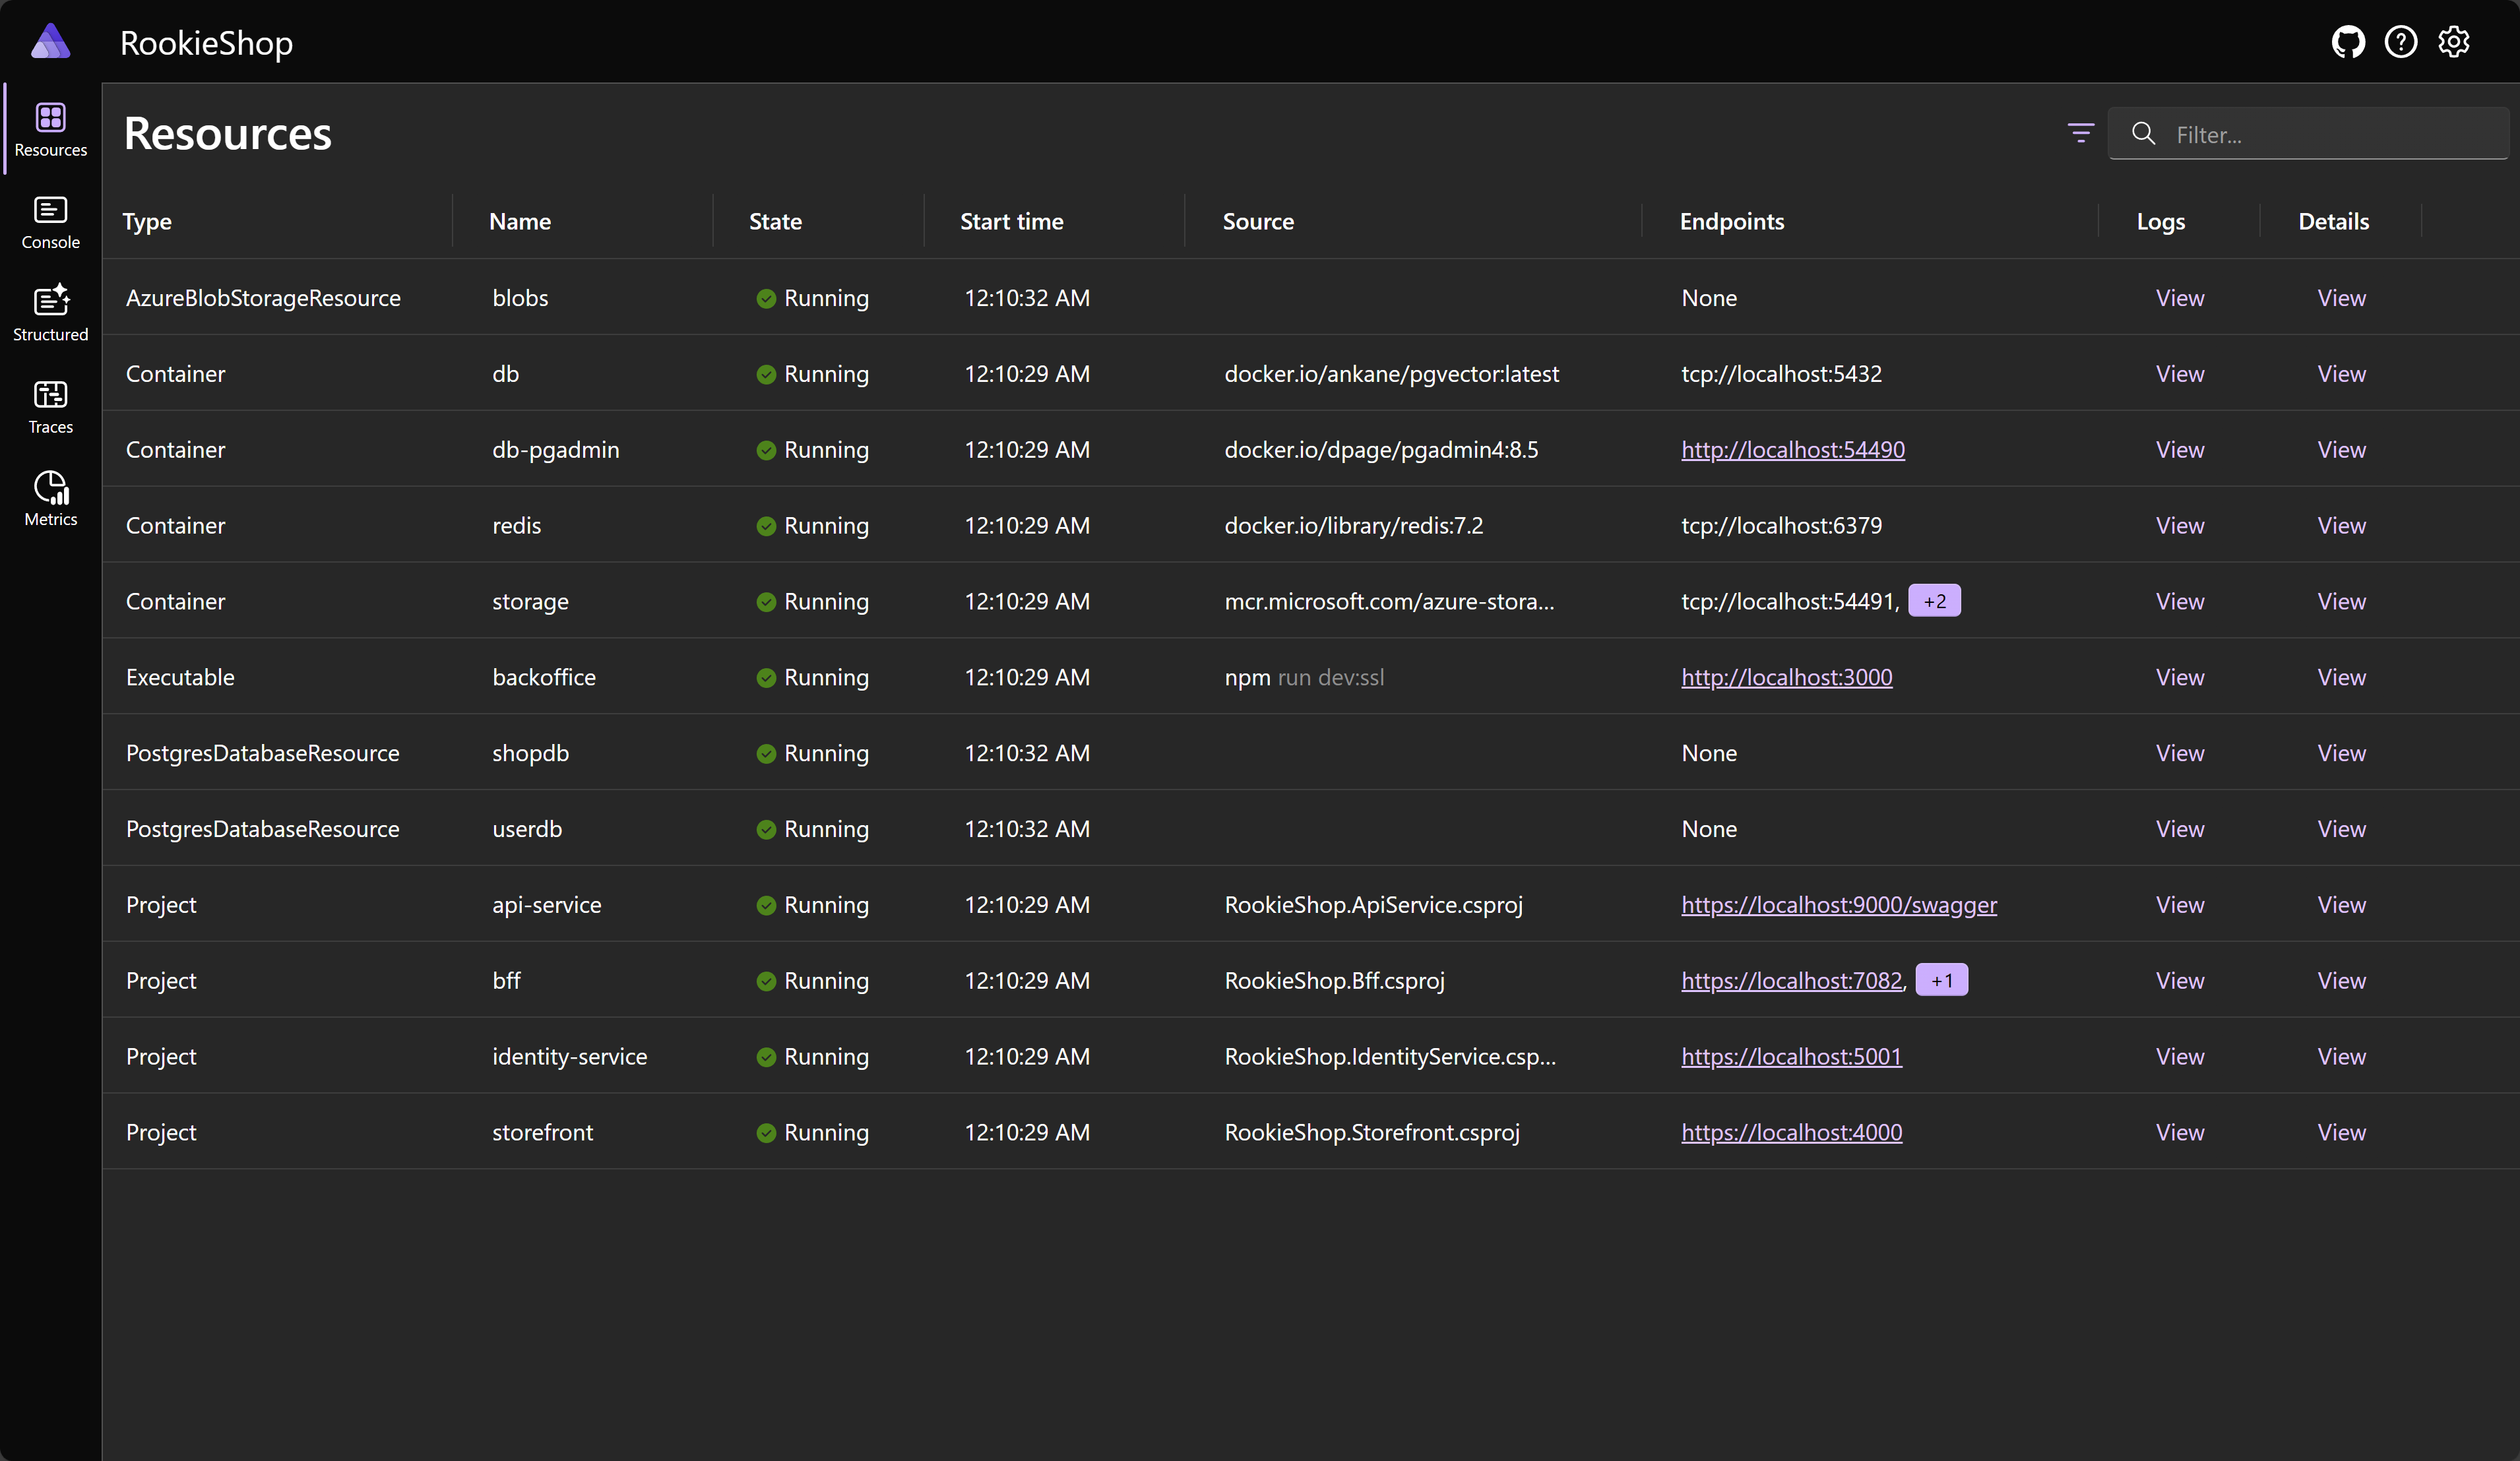 RookieShop
Resources
Console
Structured
Traces
Metrics
Resources
Filter...
Type Name State Start time Source Endpoints Logs Details
AzureBlobStorageResource blobs Running 12:10:32 AM None View View
Container db Running 12:10:29 AM docker.io/ankane/pgvector:latest tcp://localhost:5432 View View
Container db-pgadmin Running 12:10:29 AM docker.io/dpage/pgadmin4:8.5 http://localhost:54490 View View
Container redis Running 12:10:29 AM docker.io/library/redis:7.2 tcp://localhost:6379 View View
Container storage Running 12:10:29 AM mcr.microsoft.com/azure-stora... tcp://localhost:54491, +2 View View
Executable backoffice Running 12:10:29 AM npm run dev:ssl http://localhost:3000 View View
PostgresDatabaseResource shopdb Running 12:10:32 AM None View View
PostgresDatabaseResource userdb Running 12:10:32 AM None View View
Project api-service Running 12:10:29 AM RookieShop.ApiService.csproj https://localhost:9000/swagger View View
Project bff Running 12:10:29 AM RookieShop.Bff.csproj https://localhost:7082, +1 View View
Project identity-service Running 12:10:29 AM RookieShop.IdentityService.csp... https://localhost:5001 View View
Project storefront Running 12:10:29 AM RookieShop.Storefront.csproj https://localhost:4000 View View